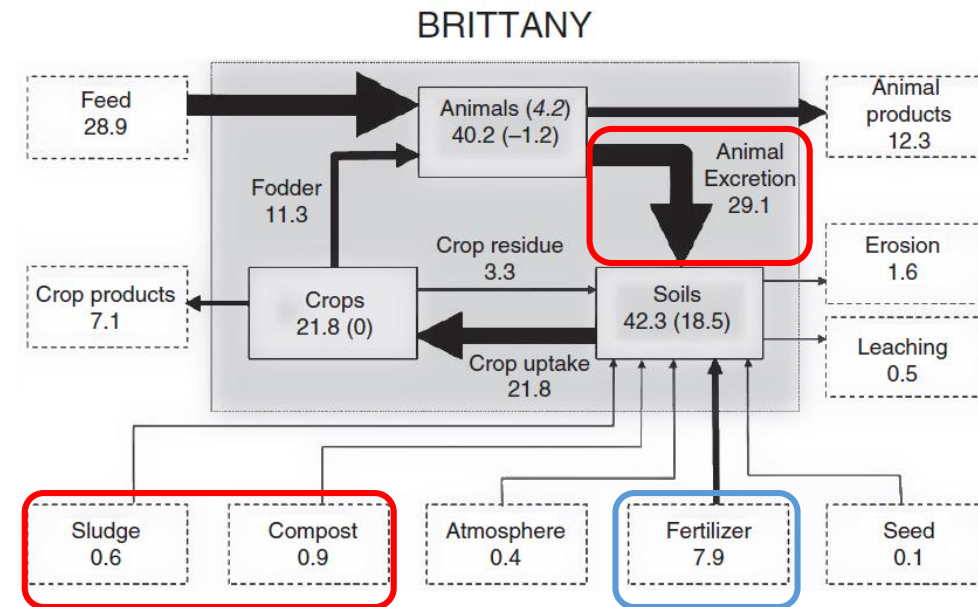 BRITTANY
Feed
28.9
Animals (4.2)
40.2 (–1.2)
Animal
products
12.3
Animal
Excretion
29.1
Fodder
11.3
Crop residue
3.3
Erosion
1.6
Crop products
7.1
Crops
21.8 (0)
Soils
42.3 (18.5)
Leaching
0.5
Crop uptake
21.8
Sludge
0.6
Compost
0.9
Atmosphere
0.4
Fertilizer
7.9
Seed
0.1